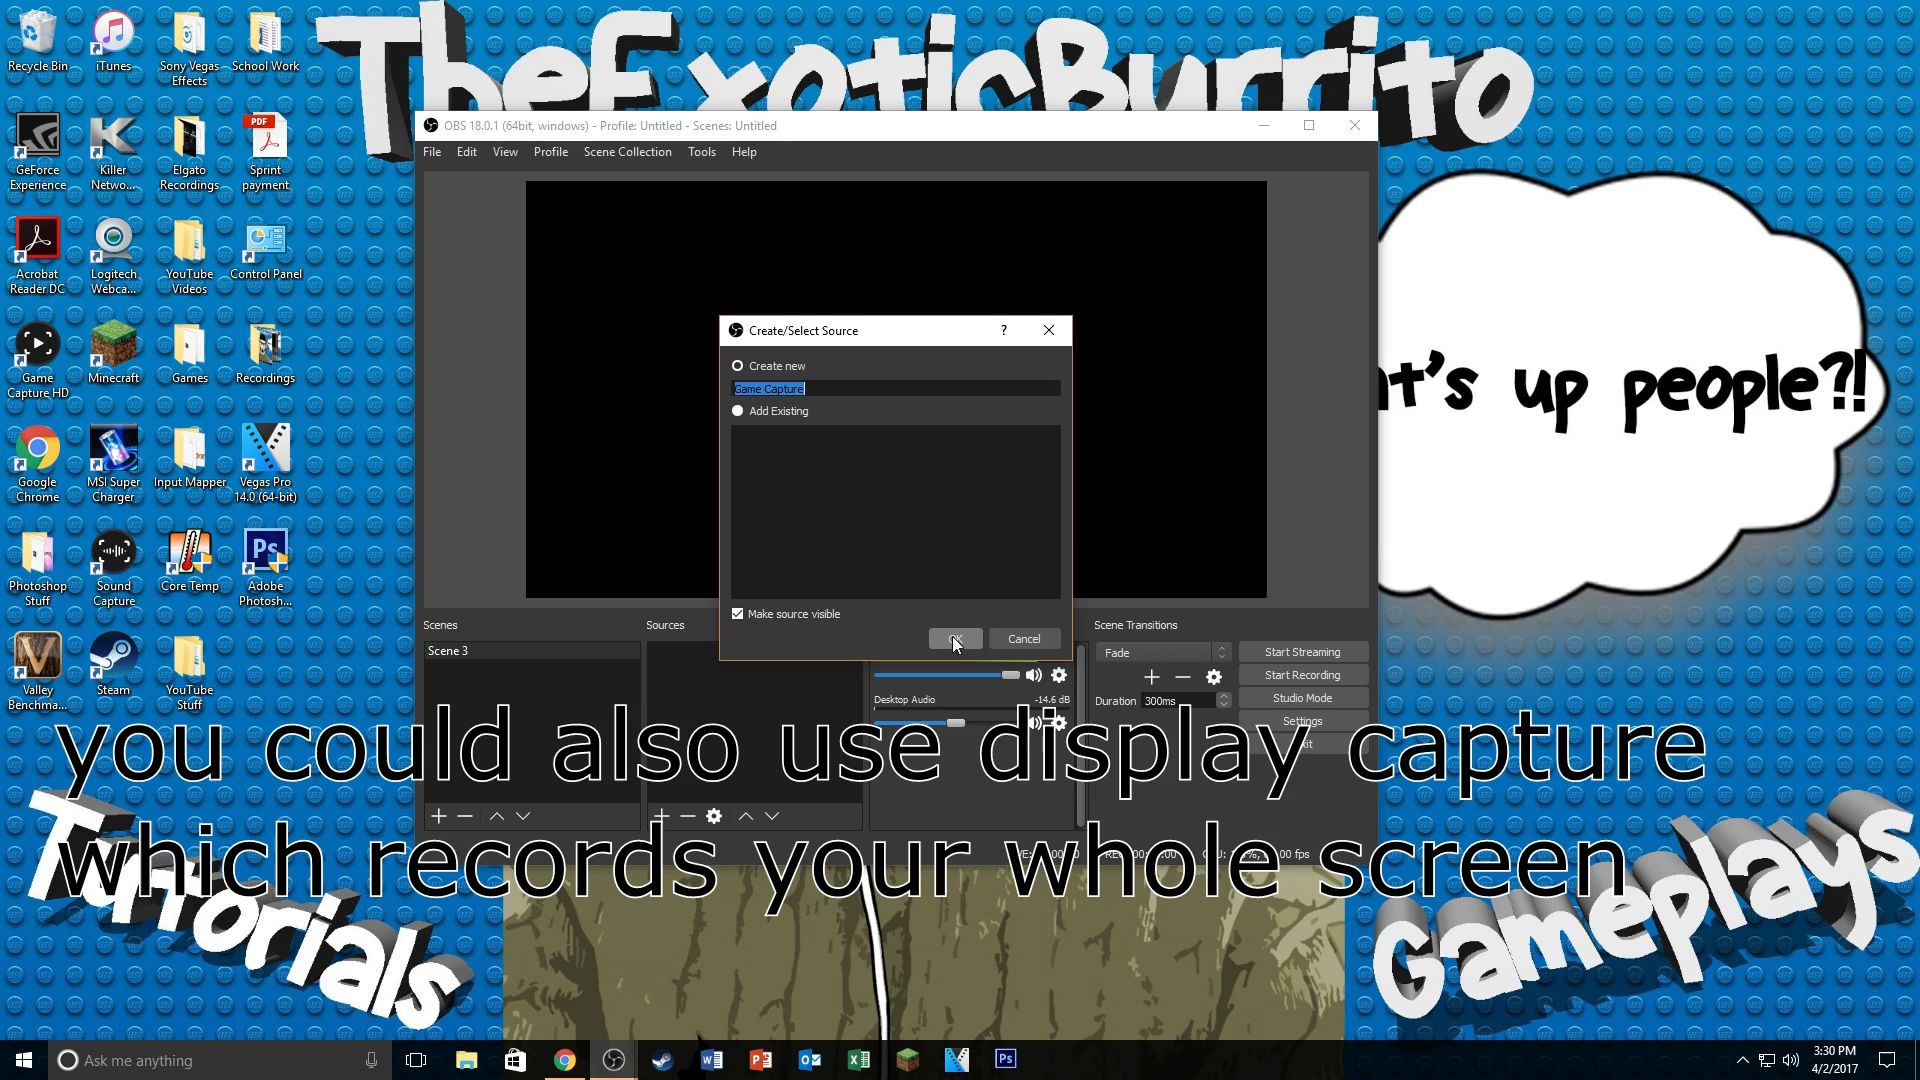 TheExoticBurrito
Recycle Bin
iTunes
Sony Vegas
Effects
School Work
GeForce
Experience
Killer
Netwo...
Elgato
Recordings
PDF
Sprint
payment
Acrobat
Reader DC
Logitech
Webca...
YouTube
Videos
Control Panel
Game
Capture HD
Minecraft
Games
Recordings
Google
Chrome
MSI Super
Charger
Input Mapper
Vegas Pro
14.0 (64-bit)
Photoshop
Stuff
Sound
Capture
Core Temp
Ps
Adobe
Photosh...
Valley
Benchma...
Steam
YouTube
Stuff
OBS 18.0.1 (64bit, windows) - Profile: Untitled - Scenes: Untitled
File Edit View Profile Scene Collection Tools Help
Create/Select Source ?
Create new
Game Capture
Add Existing
Make source visible
OK Cancel
't's up people?!
Scenes
Scene 3
Sources
Desktop Audio -14.6 dB
Scene Transitions
Fade
Duration 300ms
Start Streaming
Start Recording
Studio Mode
Settings
you could also use display capture
which records your whole screen
Tutorials
Gameplays
Ask me anything
Ps
3:30 PM
4/2/2017